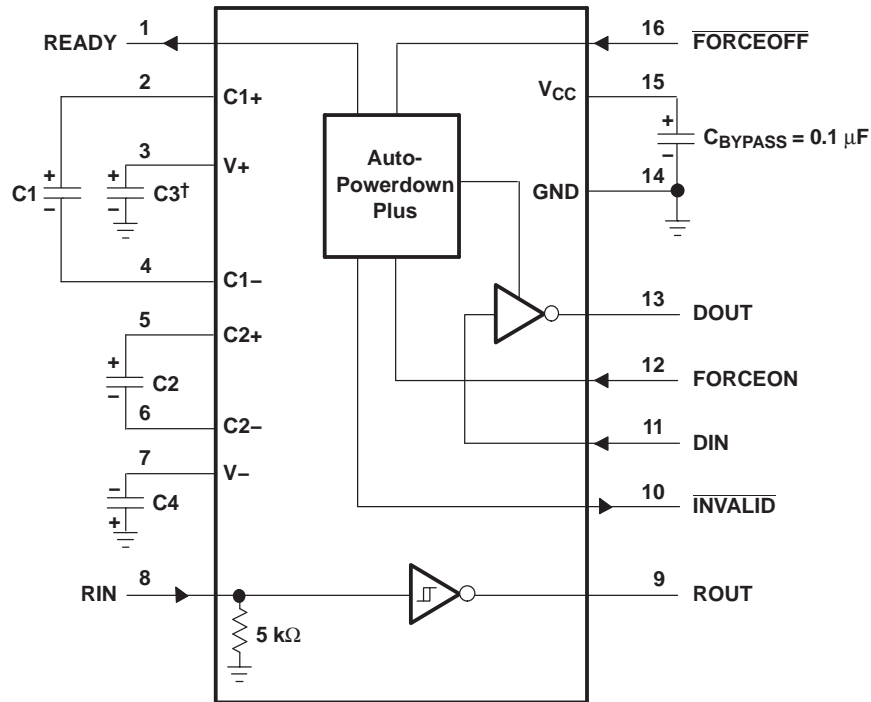 1
READY
16
F̅O̅R̅C̅E̅O̅F̅F̅
2
C1+
VCC
15
+
+
CBYPASS = 0.1 μF
−
3
V+
Auto-
Powerdown
Plus
C1
+
−
C3†
+
−
14
GND
4
C1−
5
C2+
13
DOUT
+
C2
−
12
FORCEON
6
C2−
11
DIN
7
V−
−
C4
+
10
I̅N̅V̅A̅L̅I̅D̅
8
RIN
9
ROUT
5 kΩ